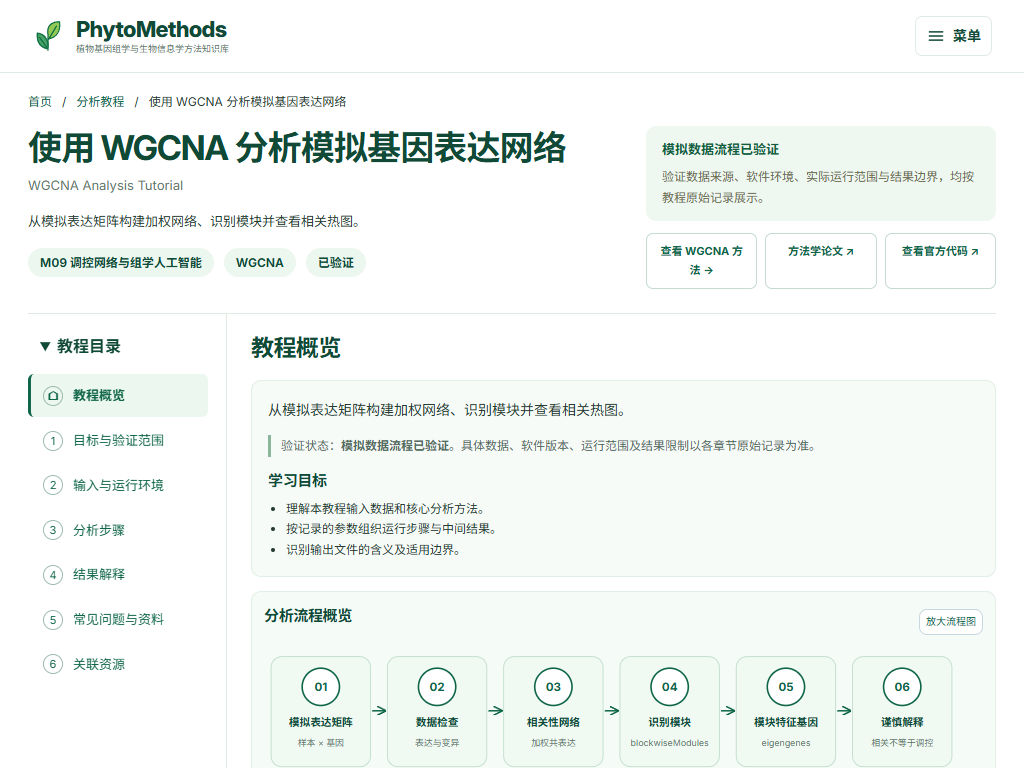 PhytoMethods
植物基因组学与生物信息学方法知识库
菜单
首页 / 分析教程 / 使用 WGCNA 分析模拟基因表达网络
使用 WGCNA 分析模拟基因表达网络
WGCNA Analysis Tutorial
从模拟表达矩阵构建加权网络、识别模块并查看相关热图。
M09 调控网络与组学人工智能 WGCNA 已验证
模拟数据流程已验证
验证数据来源、软件环境、实际运行范围与结果边界，均按
教程原始记录展示。
查看 WGCNA 方
法 →
方法学论文 ↗
查看官方代码 ↗
▼ 教程目录
教程概览
1 目标与验证范围
2 输入与运行环境
3 分析步骤
4 结果解释
5 常见问题与资料
6 关联资源
教程概览
从模拟表达矩阵构建加权网络、识别模块并查看相关热图。
验证状态：模拟数据流程已验证。具体数据、软件版本、运行范围及结果限制以各章节原始记录为准。
学习目标
• 理解本教程输入数据和核心分析方法。
• 按记录的参数组织运行步骤与中间结果。
• 识别输出文件的含义及适用边界。
分析流程概览
放大流程图
01
模拟表达矩阵
样本 × 基因
02
数据检查
表达与变异
03
相关性网络
加权共表达
04
识别模块
blockwiseModules
05
模块特征基因
eigengenes
06
谨慎解释
相关不等于调控